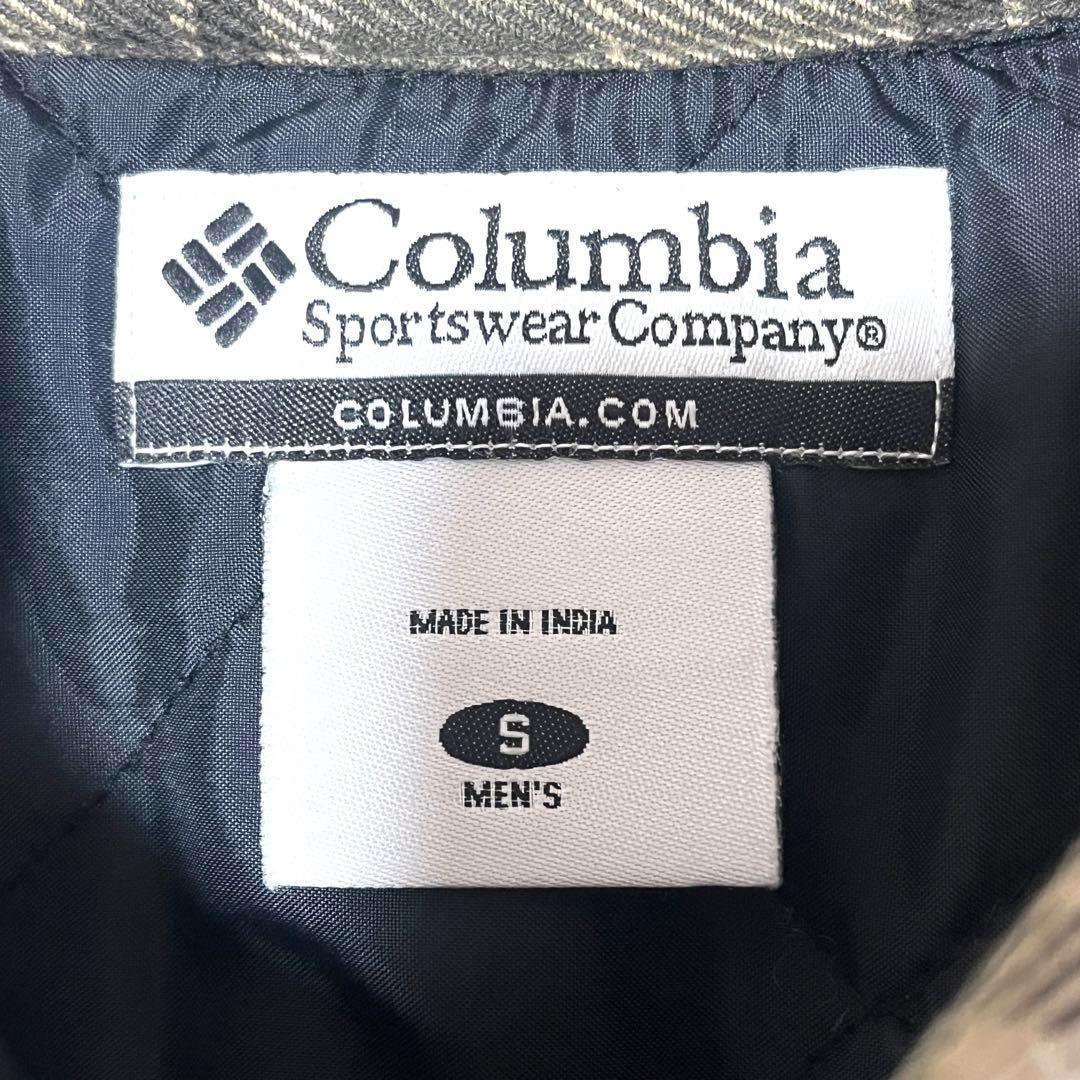 Columbia
Sportswear Company®
COLUMBIA.COM
MADE IN INDIA
S
MEN'S